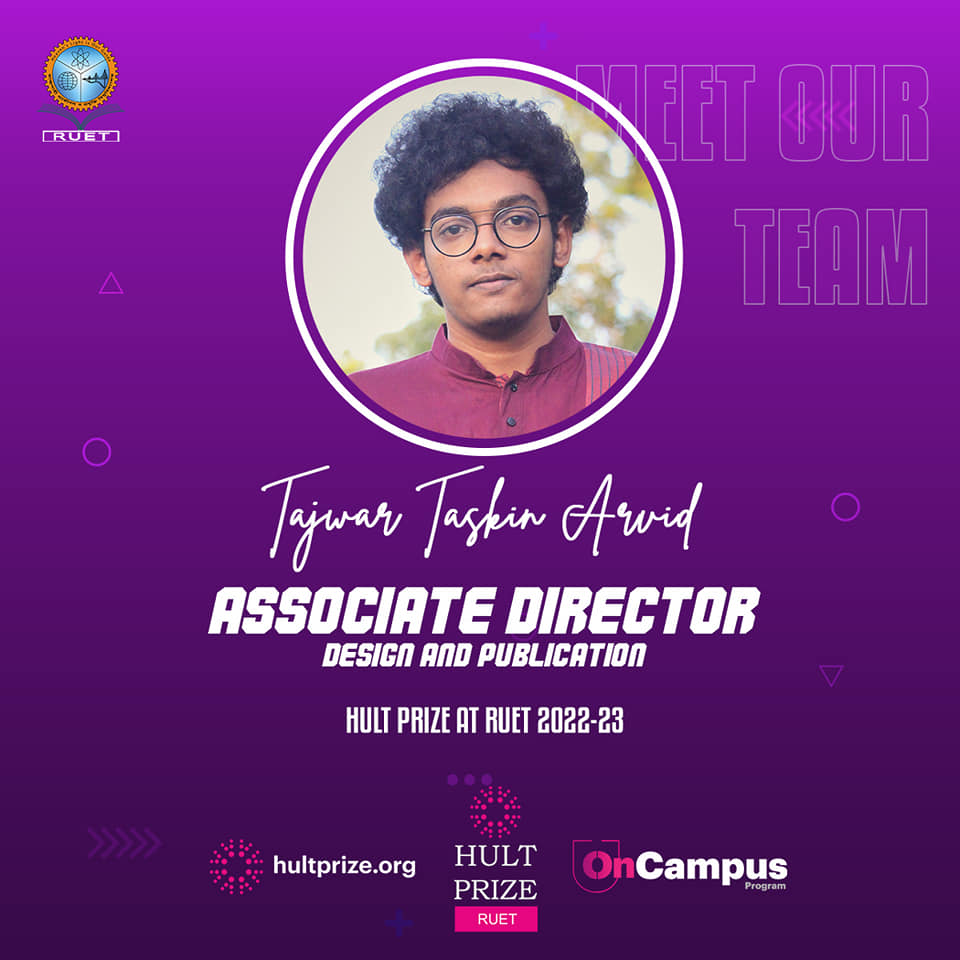 RUET
MEET OUR
TEAM
Tajwar Taskin Arvid
ASSOCIATE DIRECTOR
DESIGN AND PUBLICATION
HULT PRIZE AT RUET 2022-23
hultprize.org
HULT
PRIZE
RUET
OnCampus
Program